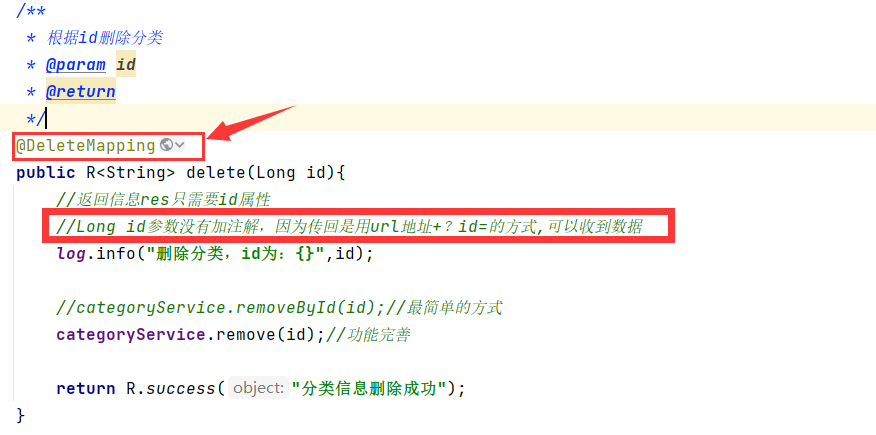 /**
 * 根据id删除分类
 * @param id
 * @return
 */
@DeleteMapping
public R<String> delete(Long id){
    //返回信息res只需要id属性
    //Long id参数没有加注解，因为传回是用url地址+？id=的方式,可以收到数据
    log.info("删除分类，id为：{}",id);
    //categoryService.removeById(id);//最简单的方式
    categoryService.remove(id);//功能完善
    return R.success( object: "分类信息删除成功");
}